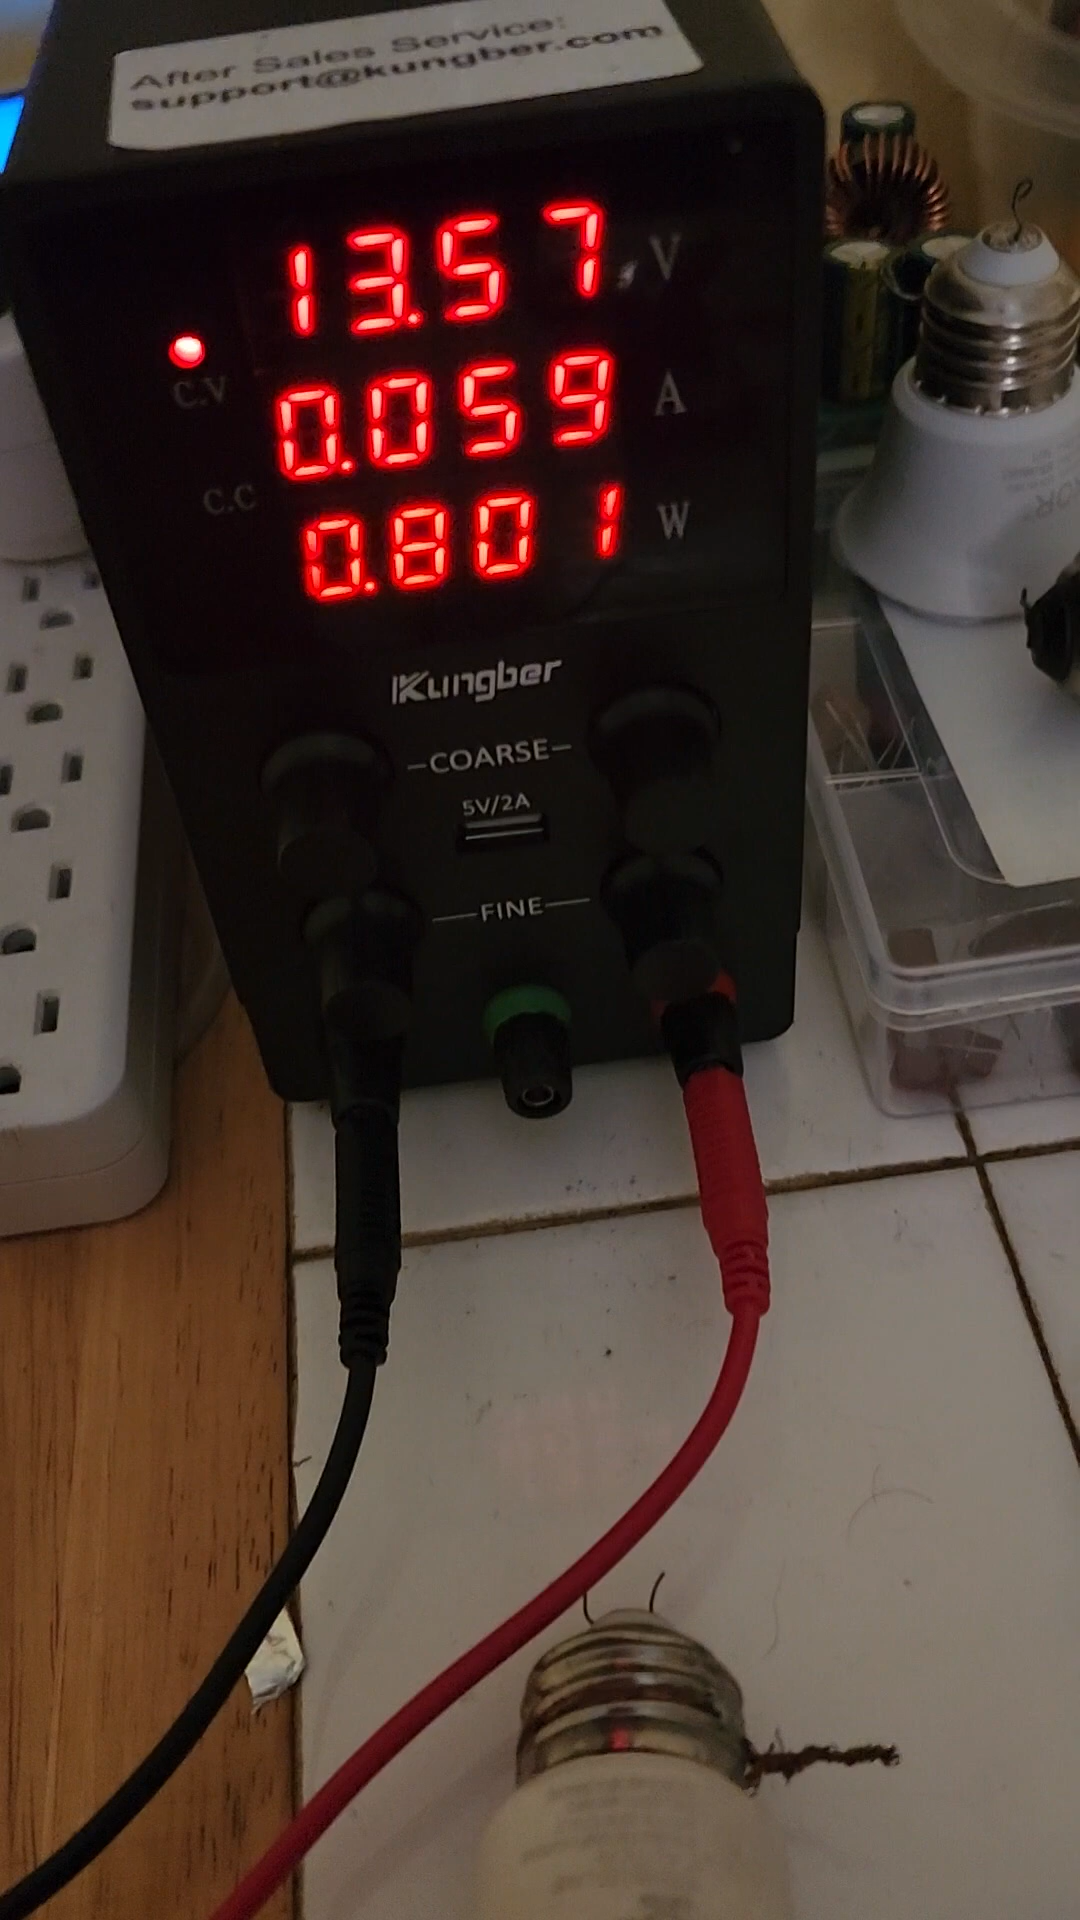 After Sales Service:
support@kungber.com
13.57 V
C.V
0.059 A
C.C
0.801 W
Kungber
–COARSE–
5V/2A
—FINE—